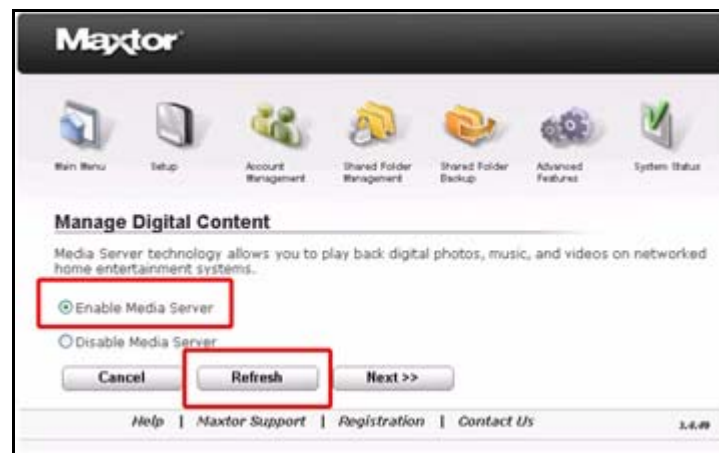 Maxtor
Main Menu
Setup
Account Management
Shared Folder Management
Shared Folder Backup
Advanced Features
System Status
Manage Digital Content
Media Server technology allows you to play back digital photos, music, and videos on networked
home entertainment systems.
Enable Media Server
Disable Media Server
Cancel Refresh Next >>
Help | Maxtor Support | Registration | Contact Us